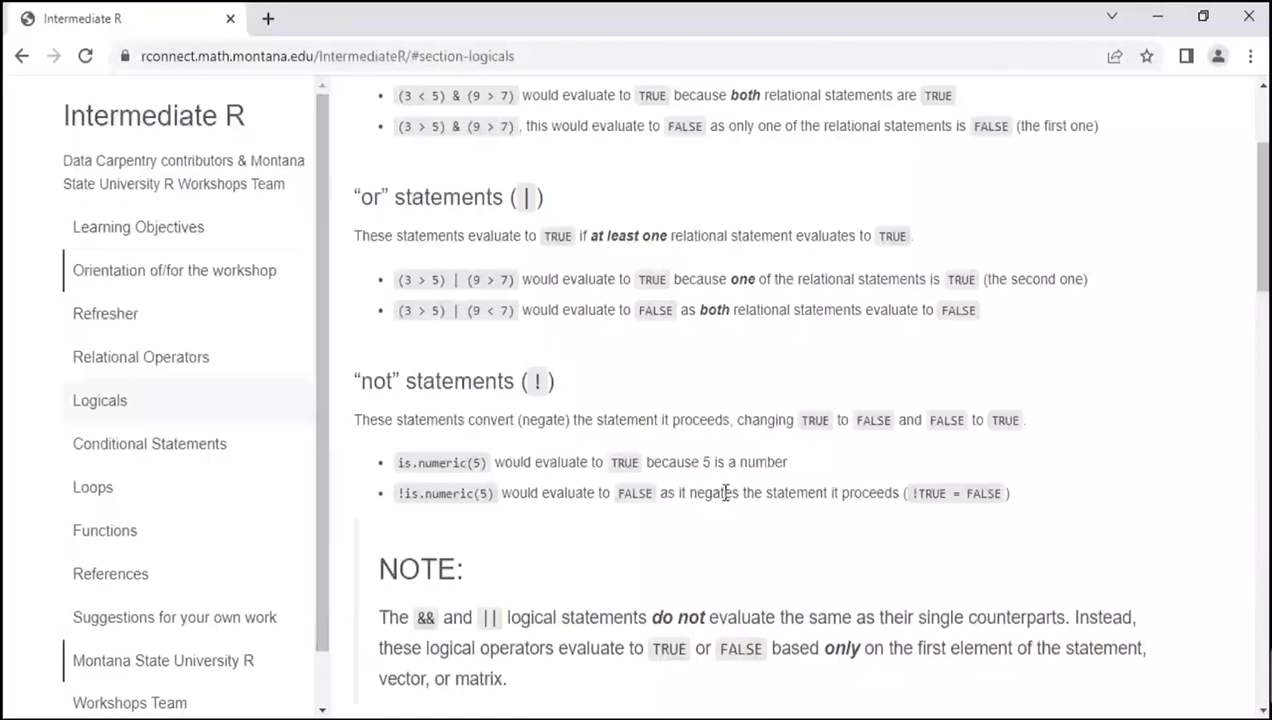 Intermediate R
rconnect.math.montana.edu/IntermediateR/#section-logicals
Intermediate R
Data Carpentry contributors & Montana
State University R Workshops Team
Learning Objectives
Orientation of/for the workshop
Refresher
Relational Operators
Logicals
Conditional Statements
Loops
Functions
References
Suggestions for your own work
Montana State University R
Workshops Team
(3 < 5) & (9 > 7) would evaluate to TRUE because both relational statements are TRUE
(3 > 5) & (9 > 7), this would evaluate to FALSE as only one of the relational statements is FALSE (the first one)
“or” statements (|)
These statements evaluate to TRUE if at least one relational statement evaluates to TRUE.
(3 > 5) | (9 > 7) would evaluate to TRUE because one of the relational statements is TRUE (the second one)
(3 > 5) | (9 < 7) would evaluate to FALSE as both relational statements evaluate to FALSE
“not” statements (!)
These statements convert (negate) the statement it proceeds, changing TRUE to FALSE and FALSE to TRUE.
is.numeric(5) would evaluate to TRUE because 5 is a number
!is.numeric(5) would evaluate to FALSE as it negates the statement it proceeds (!TRUE = FALSE)
NOTE:
The && and || logical statements do not evaluate the same as their single counterparts. Instead,
these logical operators evaluate to TRUE or FALSE based only on the first element of the statement,
vector, or matrix.